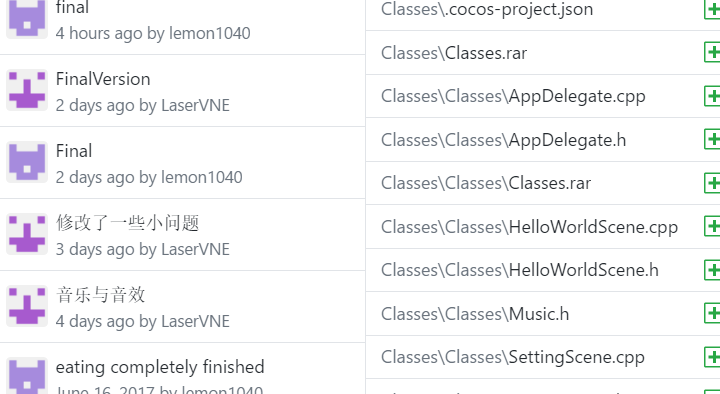 final
4 hours ago by lemon1040
FinalVersion
2 days ago by LaserVNE
Final
2 days ago by lemon1040
修改了一些小问题
3 days ago by LaserVNE
音乐与音效
4 days ago by LaserVNE
eating completely finished
June 16, 2017 by lemon1040
Classes\.cocos-project.json
Classes\Classes.rar
Classes\Classes\AppDelegate.cpp
Classes\Classes\AppDelegate.h
Classes\Classes\Classes.rar
Classes\Classes\HelloWorldScene.cpp
Classes\Classes\HelloWorldScene.h
Classes\Classes\Music.h
Classes\Classes\SettingScene.cpp